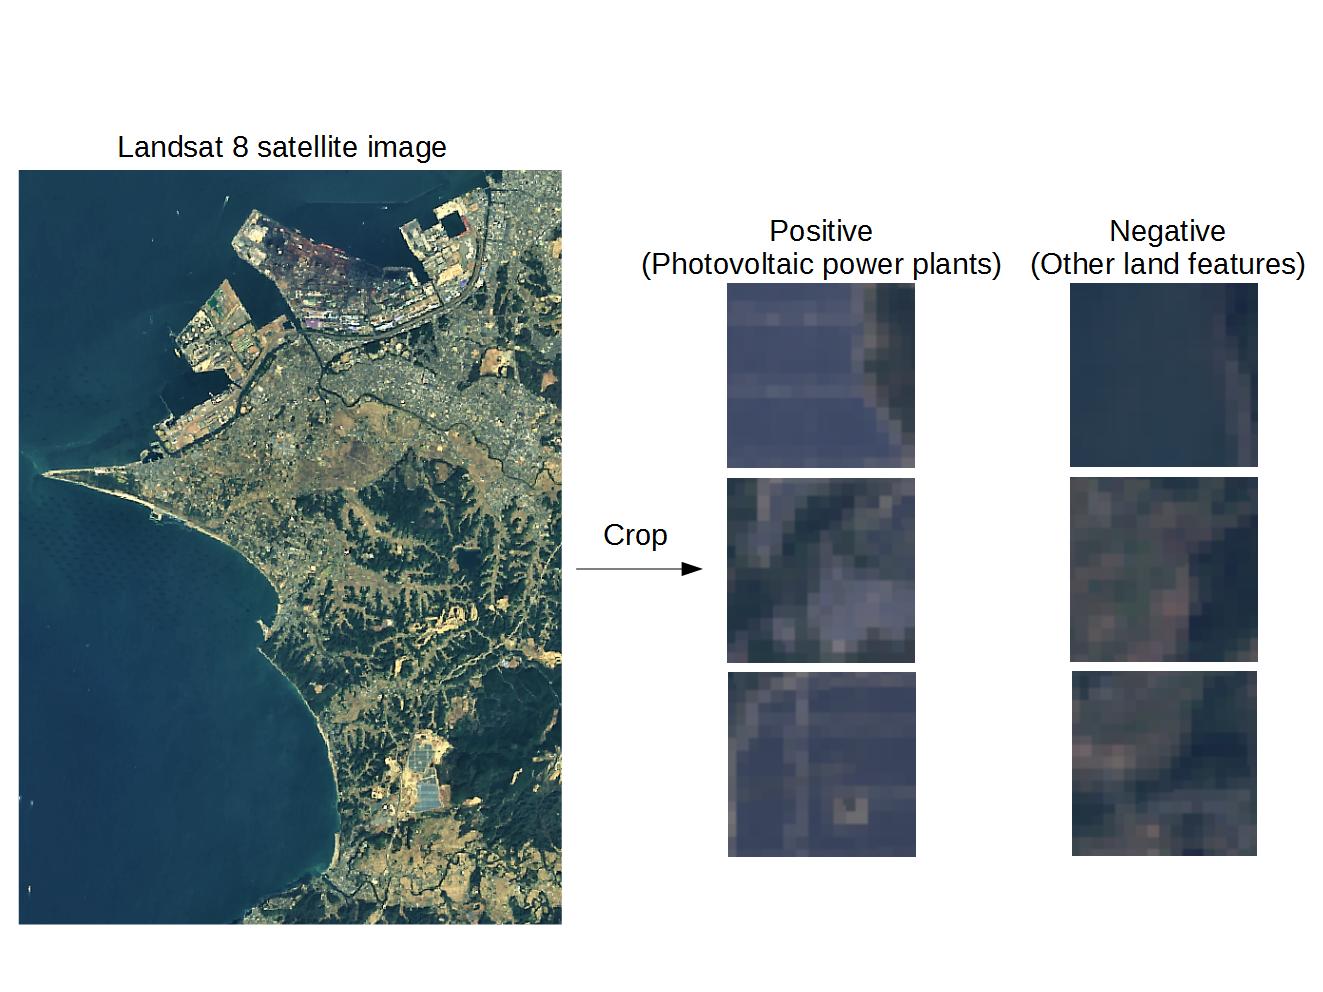 Landsat 8 satellite image
Crop
Positive
(Photovoltaic power plants)
Negative
(Other land features)